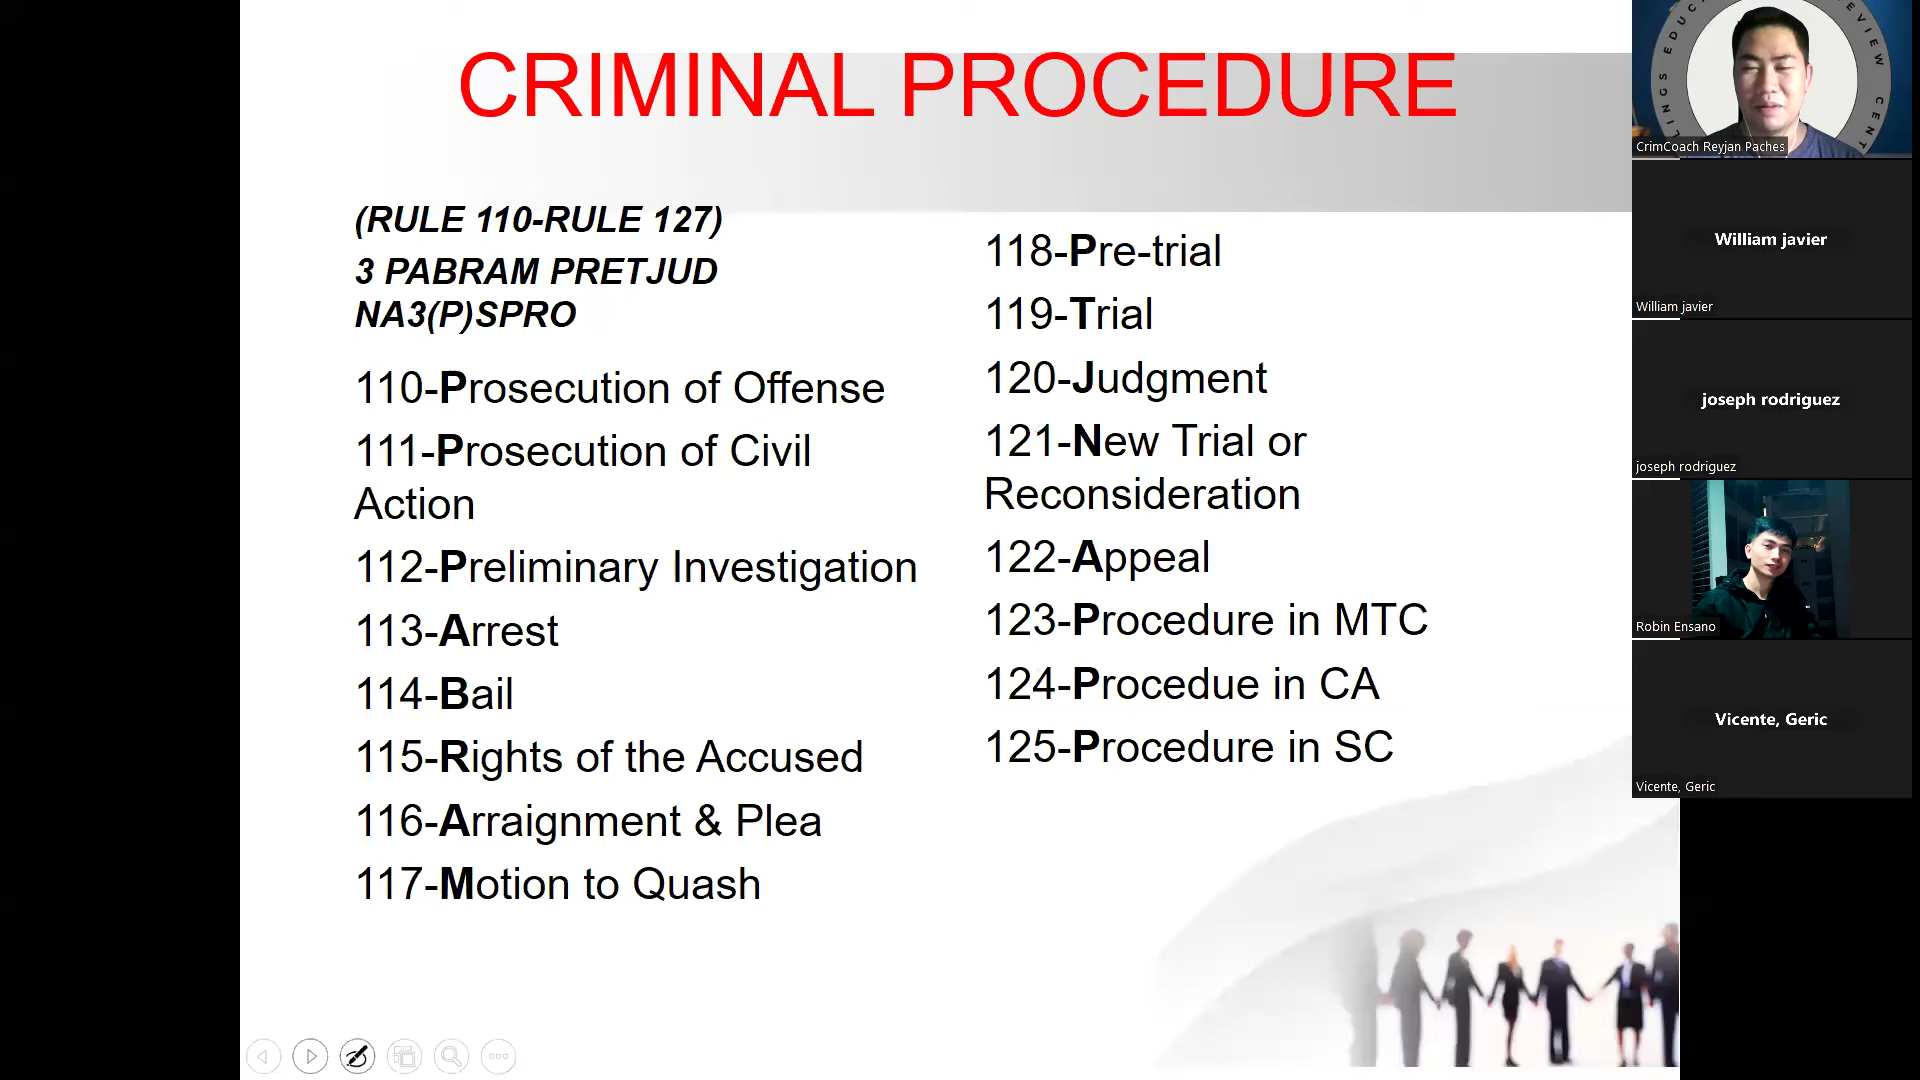 CRIMINAL PROCEDURE
(RULE 110-RULE 127)
3 PABRAM PRETJUD
NA3(P)SPRO
110-Prosecution of Offense
111-Prosecution of Civil
Action
112-Preliminary Investigation
113-Arrest
114-Bail
115-Rights of the Accused
116-Arraignment & Plea
117-Motion to Quash
118-Pre-trial
119-Trial
120-Judgment
121-New Trial or
Reconsideration
122-Appeal
123-Procedure in MTC
124-Procedue in CA
125-Procedure in SC
CrimCoach Reyjan Paches
William javier
William javier
joseph rodriguez
joseph rodriguez
Robin Ensano
Vicente, Geric
Vicente, Geric